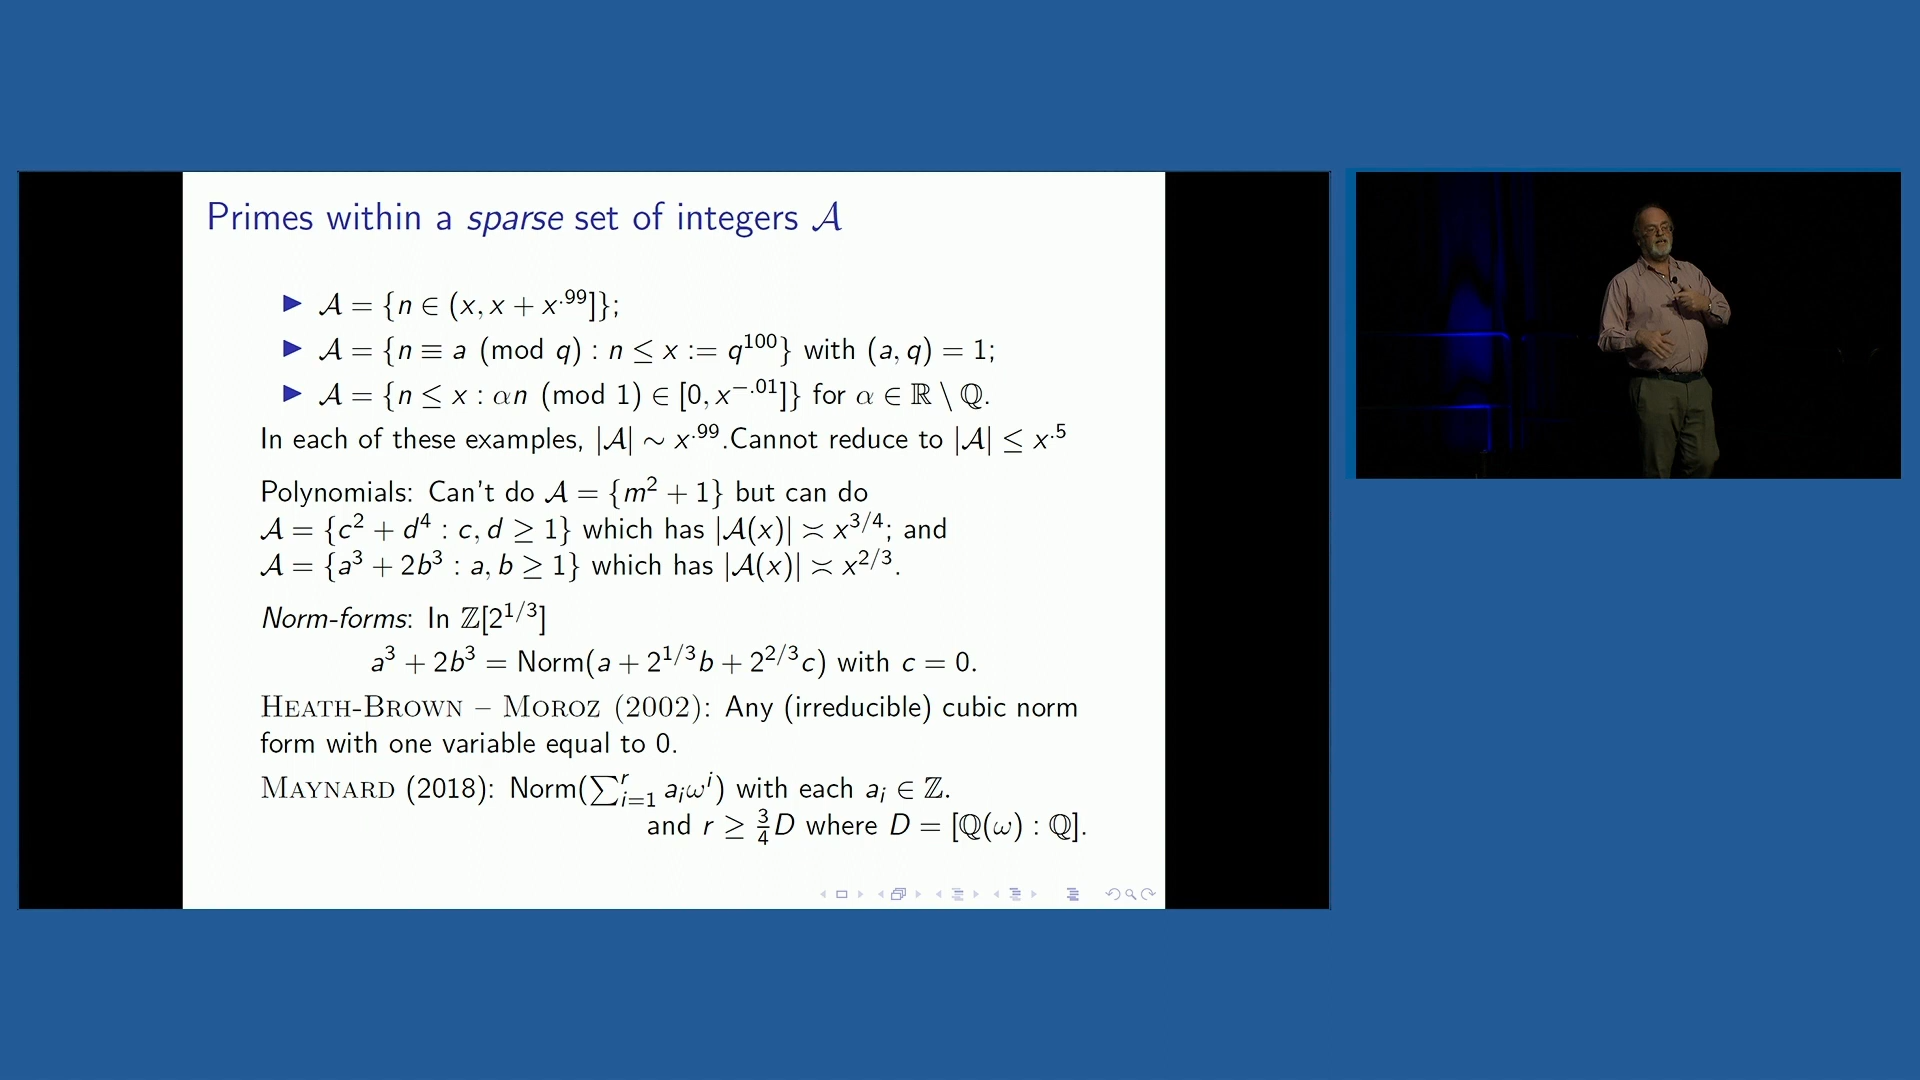 Primes within a sparse set of integers 𝒜
▶ 𝒜 = {n ∈ (x, x + x^{.99}]};
▶ 𝒜 = {n ≡ a (mod q) : n ≤ x := q^{100}} with (a, q) = 1;
▶ 𝒜 = {n ≤ x : αn (mod 1) ∈ [0, x^{−.01}]} for α ∈ ℝ \ ℚ.
In each of these examples, |𝒜| ∼ x^{.99}.Cannot reduce to |𝒜| ≤ x^{.5}
Polynomials: Can't do 𝒜 = {m² + 1} but can do
𝒜 = {c² + d⁴ : c, d ≥ 1} which has |𝒜(x)| ≍ x^{3/4}; and
𝒜 = {a³ + 2b³ : a, b ≥ 1} which has |𝒜(x)| ≍ x^{2/3}.
Norm-forms: In ℤ[2^{1/3}]
a³ + 2b³ = Norm(a + 2^{1/3}b + 2^{2/3}c) with c = 0.
Heath-Brown – Moroz (2002): Any (irreducible) cubic norm
form with one variable equal to 0.
Maynard (2018): Norm(∑_{i=1}^{r} a_i ω^i) with each a_i ∈ ℤ.
and r ≥ ¾D where D = [ℚ(ω) : ℚ].